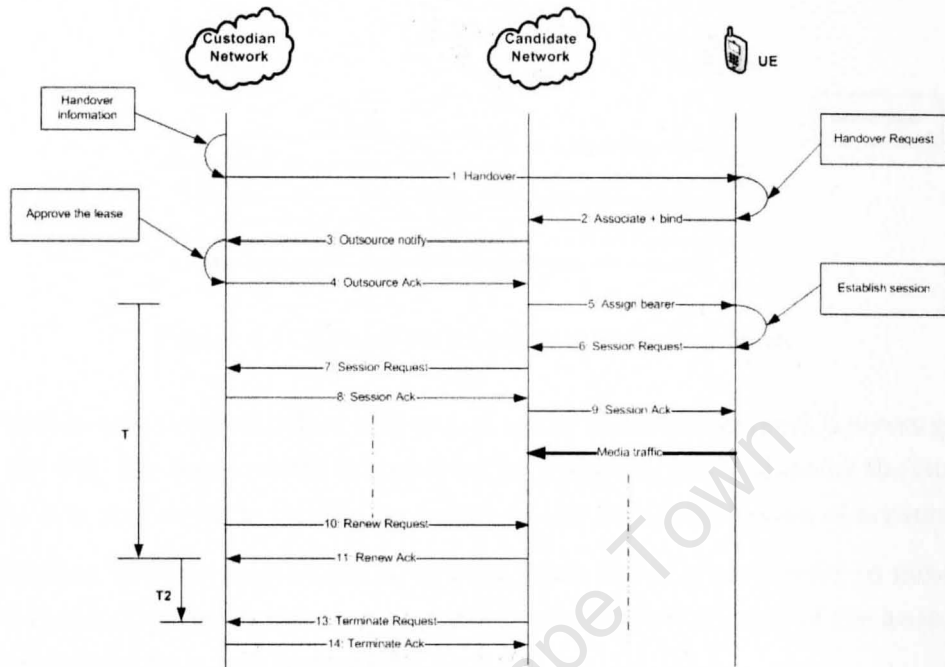 Custodian
Network
Candidate
Network
UE
Handover
information
Handover Request
1: Handover
2: Associate + bind
Approve the lease
3: Outsource notify
4: Outsource Ack
5: Assign bearer
Establish session
6: Session Request
7: Session Request
8: Session Ack
9: Session Ack
T
Media traffic
10: Renew Request
11: Renew Ack
T2
13: Terminate Request
14: Terminate Ack
ape Town